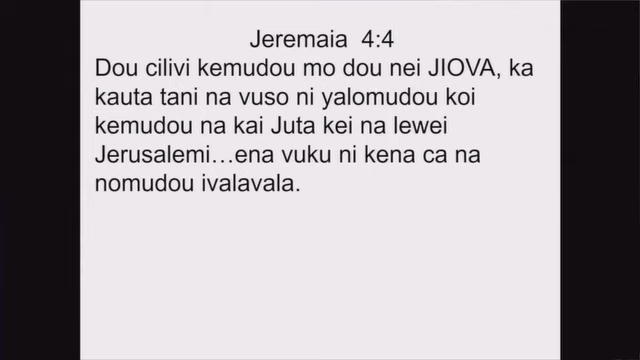 Jeremaia 4:4
Dou cilivi kemudou mo dou nei JIOVA, ka
kauta tani na vuso ni yalomudou koi
kemudou na kai Juta kei na lewei
Jerusalemi…ena vuku ni kena ca na
nomudou ivalavala.